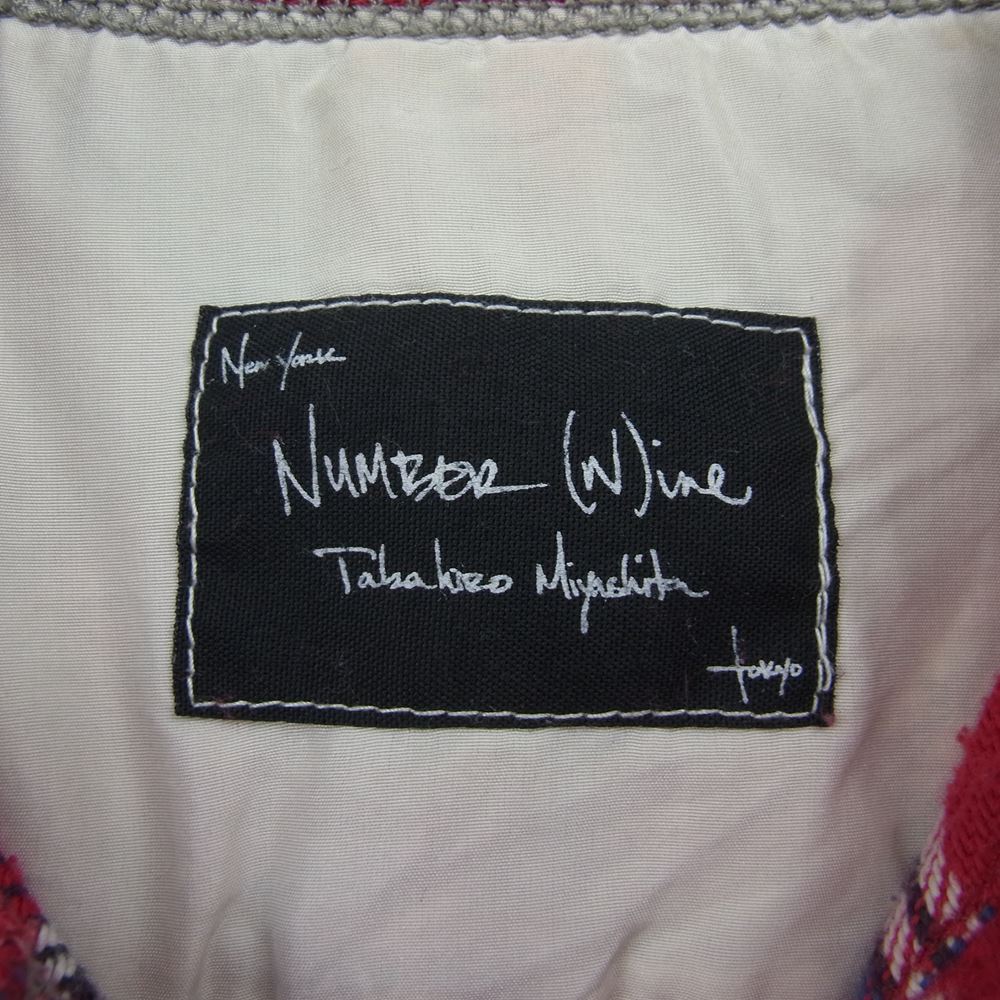 New York
NUMBER (N)ine
Takahiro Miyashita
tokyo